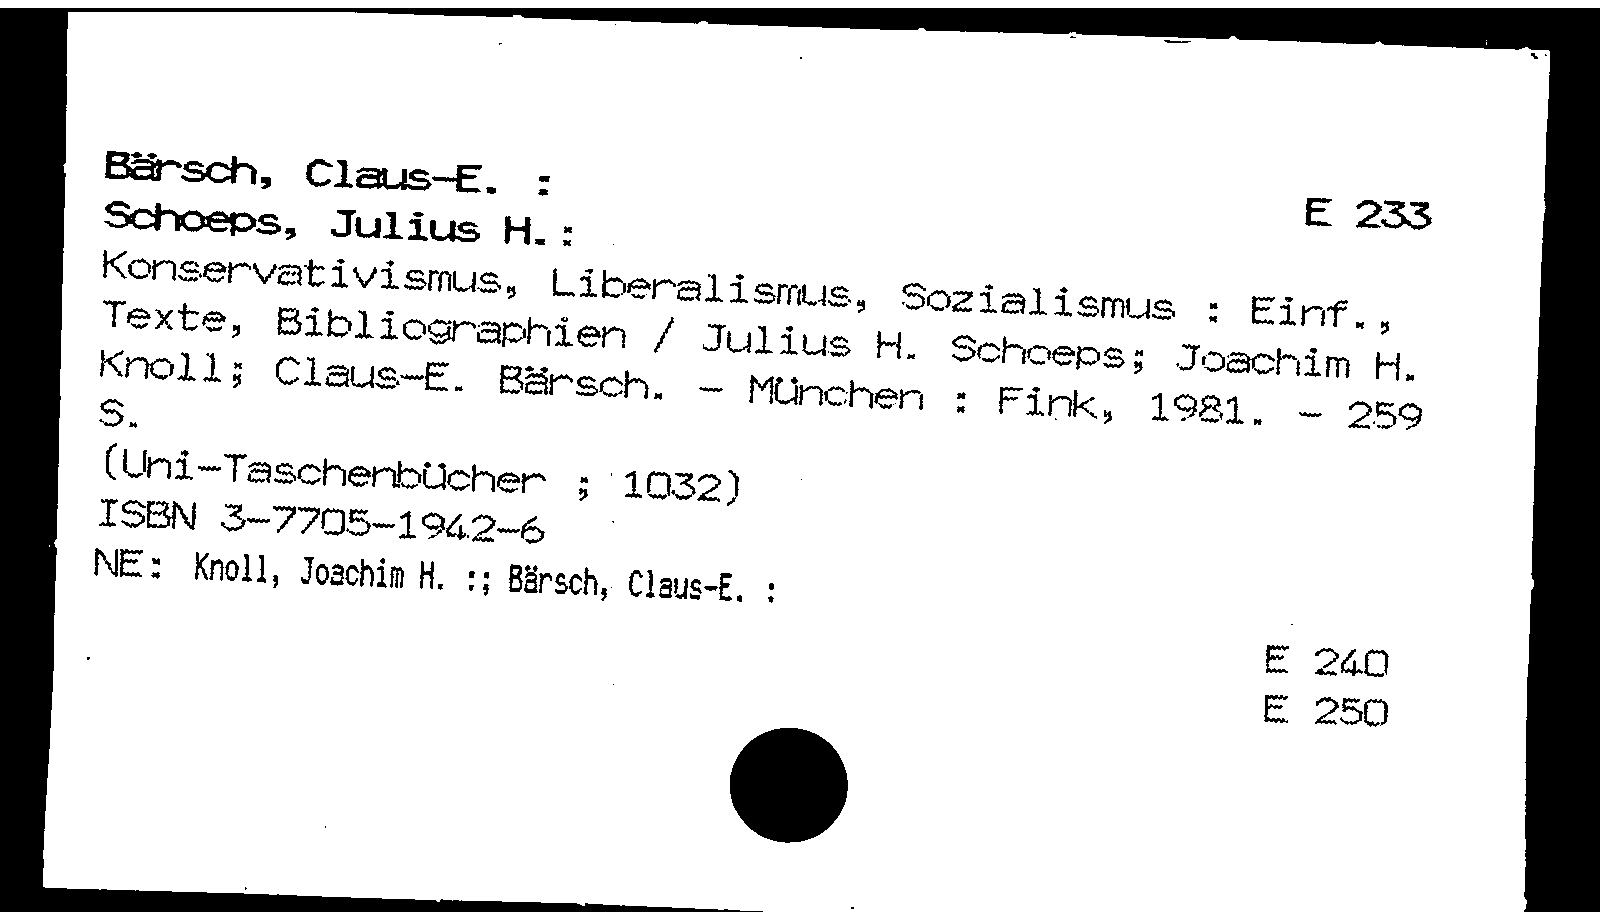 Bärsch, Claus-E. :
E 233
Schoeps, Julius H.:
Konservativismus, Liberalismus, Sozialismus : Einf.,
Texte, Bibliographien / Julius H. Schoeps; Joachim H.
Knoll; Claus-E. Bärsch. - München : Fink, 1981. - 259
S.
(Uni-Taschenbücher ; 1032)
ISBN 3-7705-1942-6
NE: Knoll, Joachim H. :; Bärsch, Claus-E. :
E 240
E 250